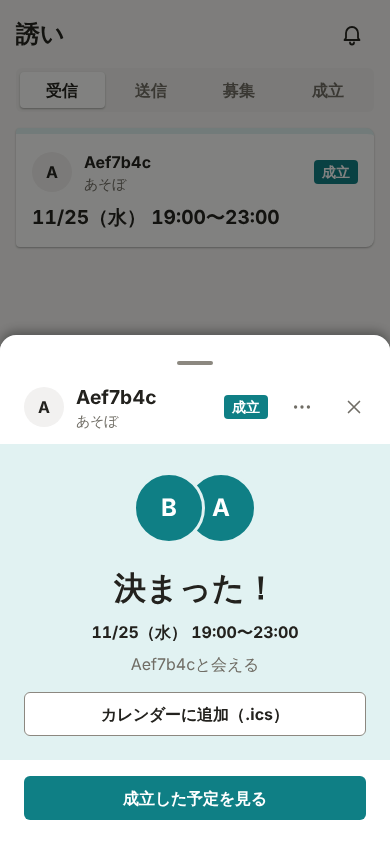 誘い
受信 送信 募集 成立
A Aef7b4c 成立
あそぼ
11/25（水） 19:00〜23:00
A Aef7b4c 成立
あそぼ
B A
決まった！
11/25（水） 19:00〜23:00
Aef7b4cと会える
カレンダーに追加（.ics）
成立した予定を見る